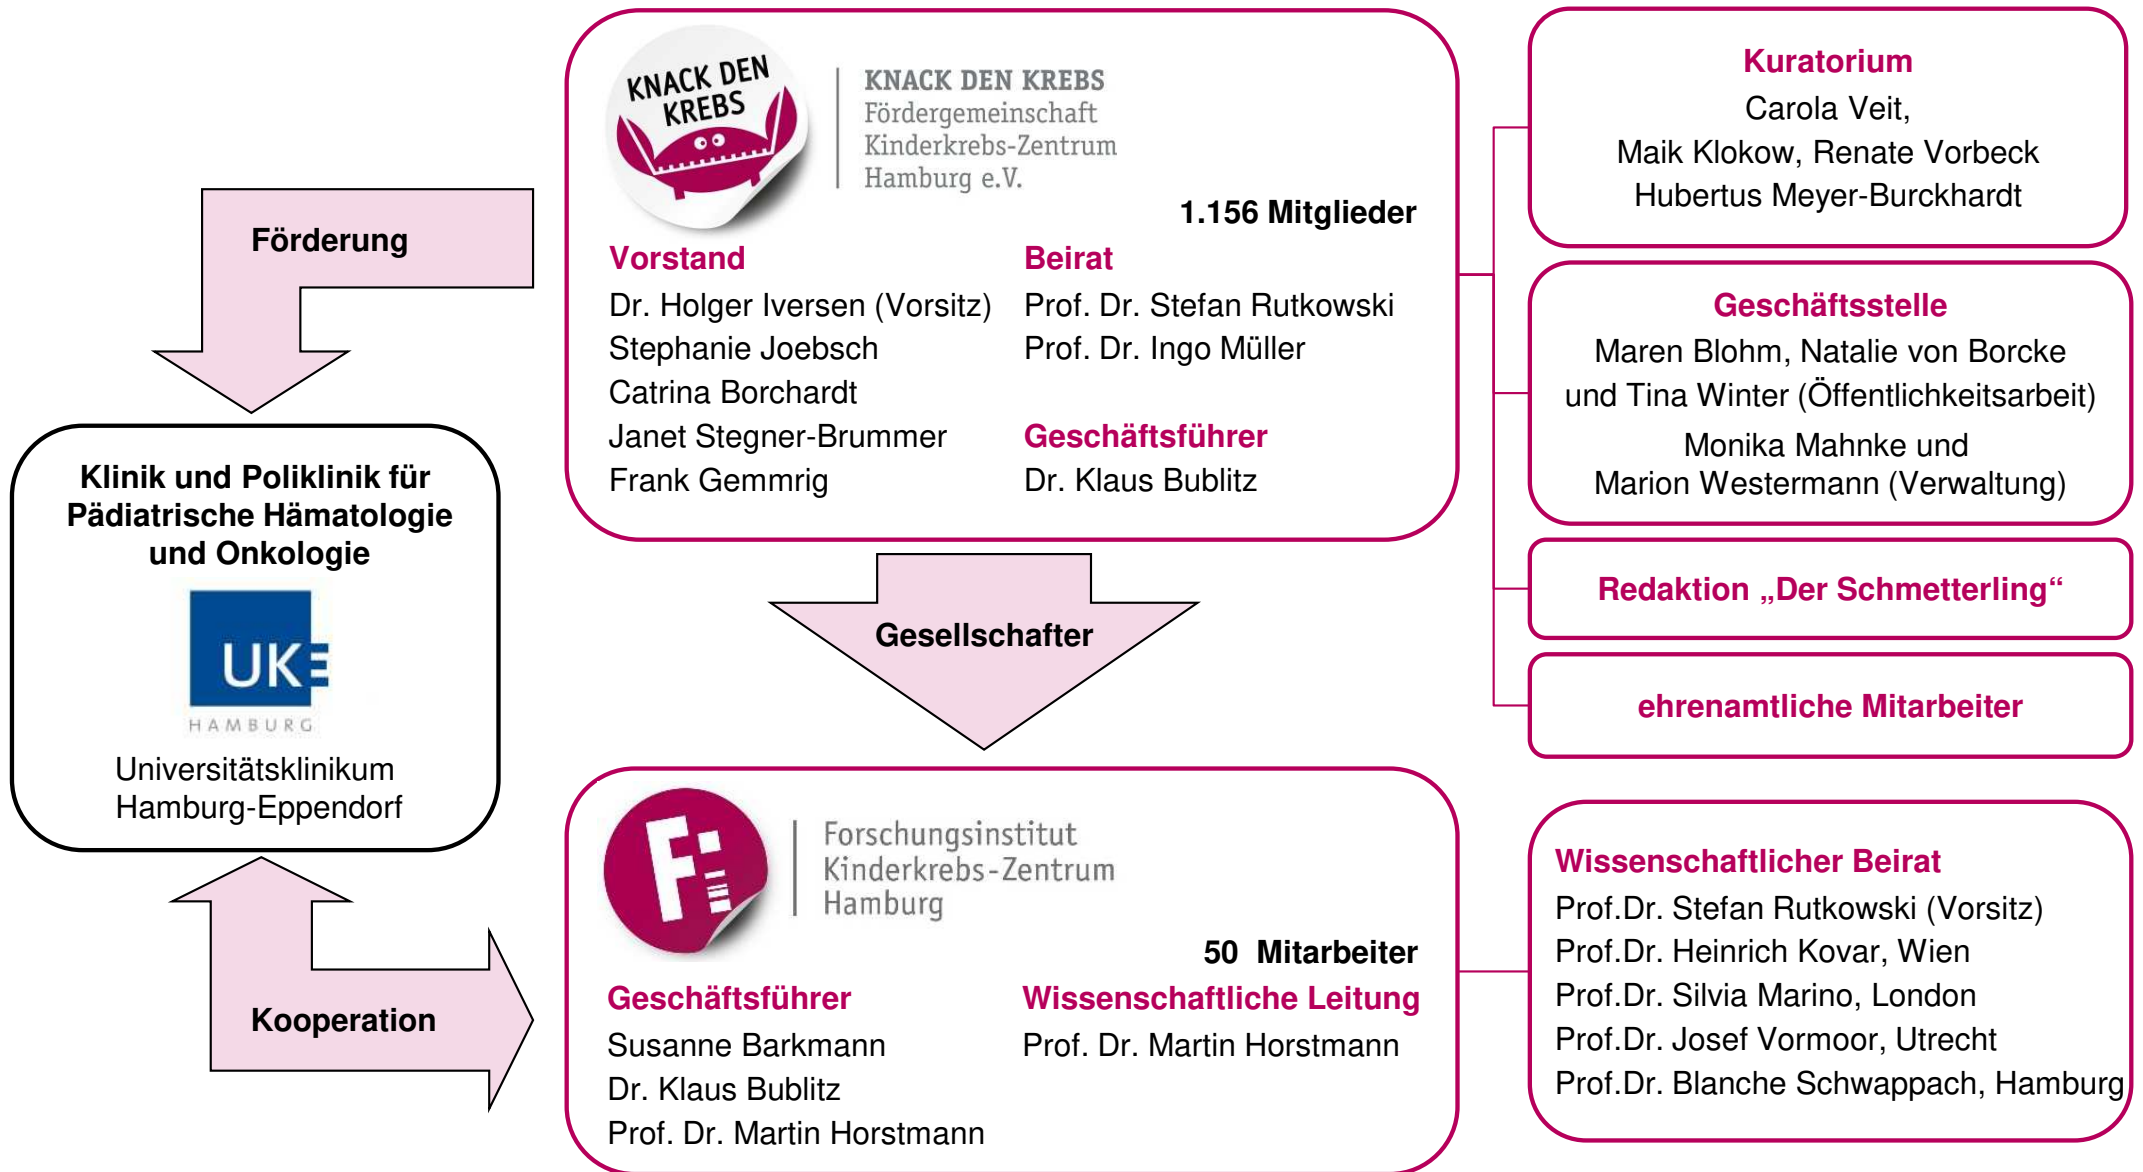 KNACK DEN
KREBS
KNACK DEN KREBS
Fördergemeinschaft
Kinderkrebs-Zentrum
Hamburg e.V.
1.156 Mitglieder
Vorstand
Dr. Holger Iversen (Vorsitz)
Stephanie Joebsch
Catrina Borchardt
Janet Stegner-Brummer
Frank Gemmrig
Beirat
Prof. Dr. Stefan Rutkowski
Prof. Dr. Ingo Müller
Geschäftsführer
Dr. Klaus Bublitz
Kuratorium
Carola Veit,
Maik Klokow, Renate Vorbeck
Hubertus Meyer-Burckhardt
Geschäftsstelle
Maren Blohm, Natalie von Borcke
und Tina Winter (Öffentlichkeitsarbeit)
Monika Mahnke und
Marion Westermann (Verwaltung)
Redaktion „Der Schmetterling“
ehrenamtliche Mitarbeiter
Förderung
Klinik und Poliklinik für
Pädiatrische Hämatologie
und Onkologie
UKE
HAMBURG
Universitätsklinikum
Hamburg-Eppendorf
Gesellschafter
Kooperation
Forschungsinstitut
Kinderkrebs-Zentrum
Hamburg
50 Mitarbeiter
Geschäftsführer
Susanne Barkmann
Dr. Klaus Bublitz
Prof. Dr. Martin Horstmann
Wissenschaftliche Leitung
Prof. Dr. Martin Horstmann
Wissenschaftlicher Beirat
Prof.Dr. Stefan Rutkowski (Vorsitz)
Prof.Dr. Heinrich Kovar, Wien
Prof.Dr. Silvia Marino, London
Prof.Dr. Josef Vormoor, Utrecht
Prof.Dr. Blanche Schwappach, Hamburg